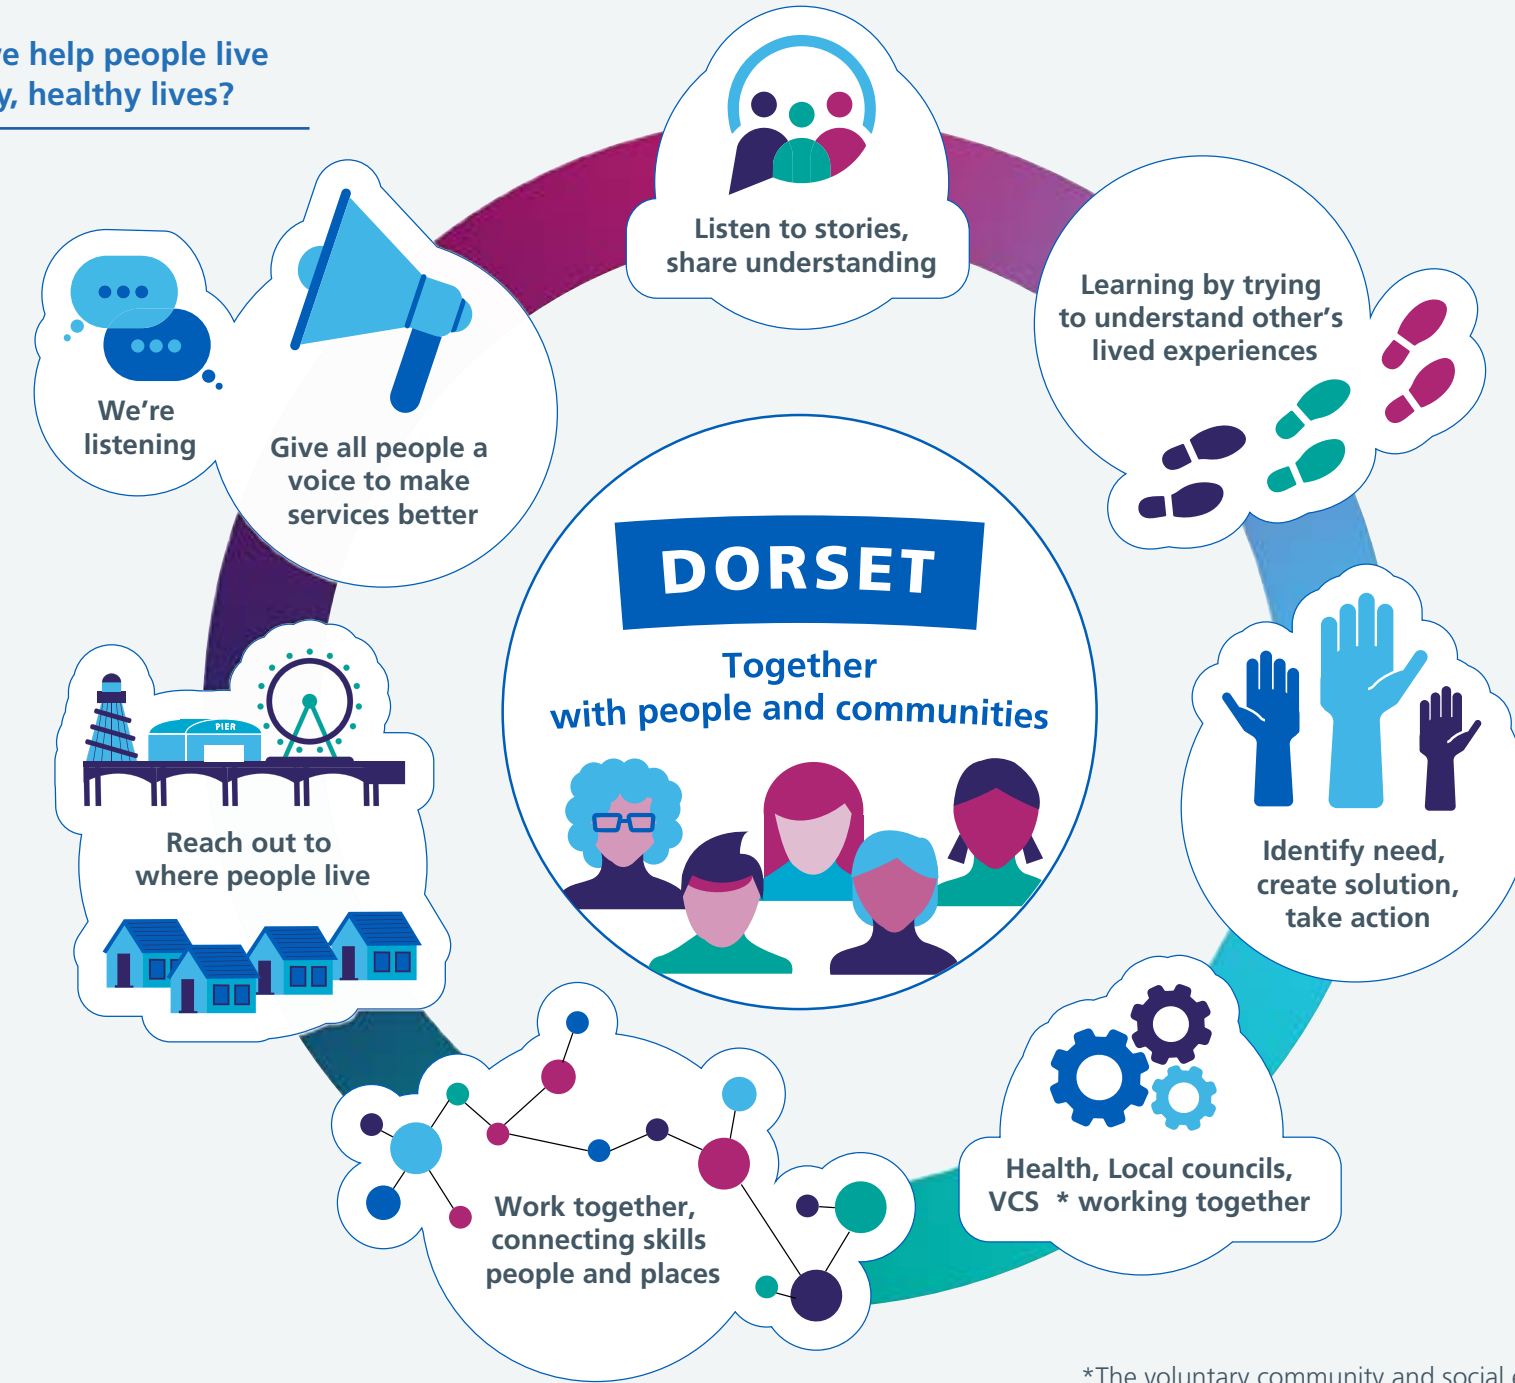 ve help people live
y, healthy lives?
Listen to stories,
share understanding
Learning by trying
to understand other's
lived experiences
We're
listening
Give all people a
voice to make
services better
DORSET
Together
with people and communities
PIER
Reach out to
where people live
Identify need,
create solution,
take action
Health, Local councils,
VCS * working together
Work together,
connecting skills
people and places
*The voluntary community and social